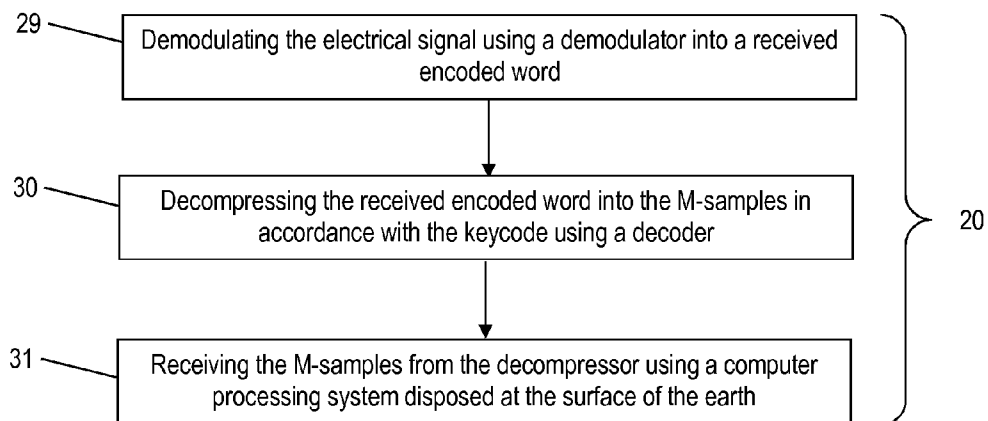 29
Demodulating the electrical signal using a demodulator into a received
encoded word
30
Decompressing the received encoded word into the M-samples in
accordance with the keycode using a decoder
20
31
Receiving the M-samples from the decompressor using a computer
processing system disposed at the surface of the earth